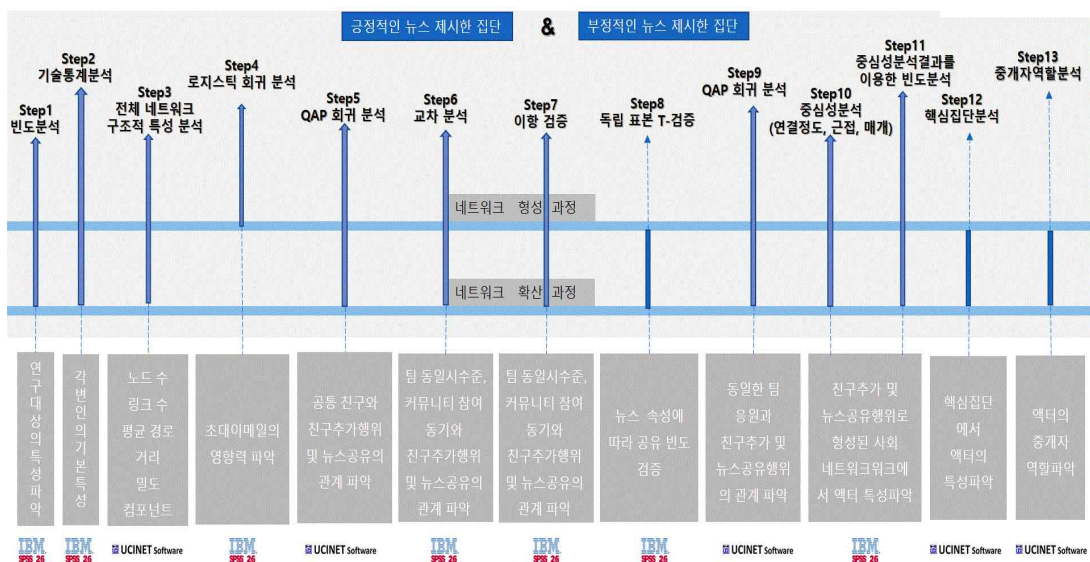 긍정적인 뉴스 제시한 집단
&
부정적인 뉴스 제시한 집단
Step1
빈도분석
Step2
기술통계분석
Step3
전체 네트워크
구조적 특성 분석
Step4
로지스틱 회귀 분석
Step5
QAP 회귀 분석
Step6
교차 분석
Step7
이항 검증
Step8
독립 표본 T-검증
Step9
QAP 회귀 분석
Step10
중심성분석
(연결정도, 근접, 매개)
Step11
중심성분석결과를
이용한 빈도분석
Step12
핵심집단분석
Step13
중개자역할분석
네트워크 형성 과정
네트워크 확산 과정
연구대상의특성파악
각변인의기본특성
노드 수
링크 수
평균 경로
거리
밀도
컴포넌트
초대이메일의
영향력 파악
공통 친구와
친구추가행위
및 뉴스공유의
관계 파악
팀 동일시수준,
커뮤니티 참여
동기와
친구추가행위
및 뉴스공유의
관계 파악
팀 동일시수준,
커뮤니티 참여
동기와
친구추가행위
및 뉴스공유의
관계 파악
뉴스 속성에
따라 공유 빈도
검증
동일한 팀
응원과
친구추가 및
뉴스공유행위
의 관계 파악
친구추가 및
뉴스공유행위로
형성된 사회
네트워크워크에
서 액터 특성파악
핵심집단
에서
액터의
특성파악
액터의
중개자
역할파악
IBM
SPSS 26
IBM
SPSS 26
UCINET Software
IBM
SPSS 26
UCINET Software
IBM
SPSS 26
IBM
SPSS 26
IBM
SPSS 26
UCINET Software
IBM
SPSS 26
UCINET Software
UCINET Software